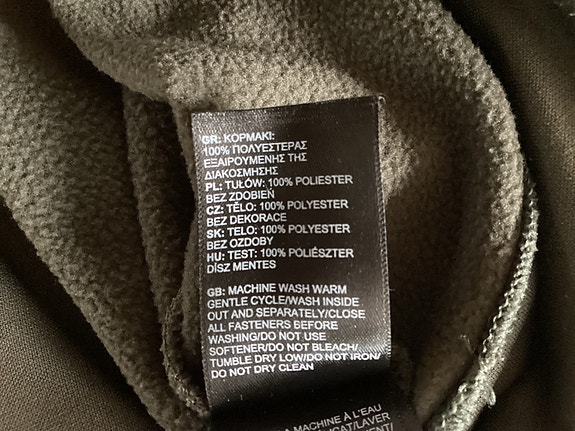 GR: ΚΟΡΜΑΚΙ:
100% ΠΟΛΥΕΣΤΕΡΑΣ
ΕΞΑΙΡΟΥΜΕΝΗΣ ΤΗΣ
ΔΙΑΚΟΣΜΗΣΗΣ
PL: TUŁÓW: 100% POLIESTER
BEZ ZDOBIEŃ
CZ: TĚLO: 100% POLYESTER
BEZ DEKORACE
SK: TELO: 100% POLYESTER
BEZ OZDOBY
HU: TEST: 100% POLIÉSZTER
DÍSZ MENTES
GB: MACHINE WASH WARM
GENTLE CYCLE/WASH INSIDE
OUT AND SEPARATELY/CLOSE
ALL FASTENERS BEFORE
WASHING/DO NOT USE
SOFTENER/DO NOT BLEACH/
TUMBLE DRY LOW/DO NOT IRON/
DO NOT DRY CLEAN
MACHINE À L'EAU